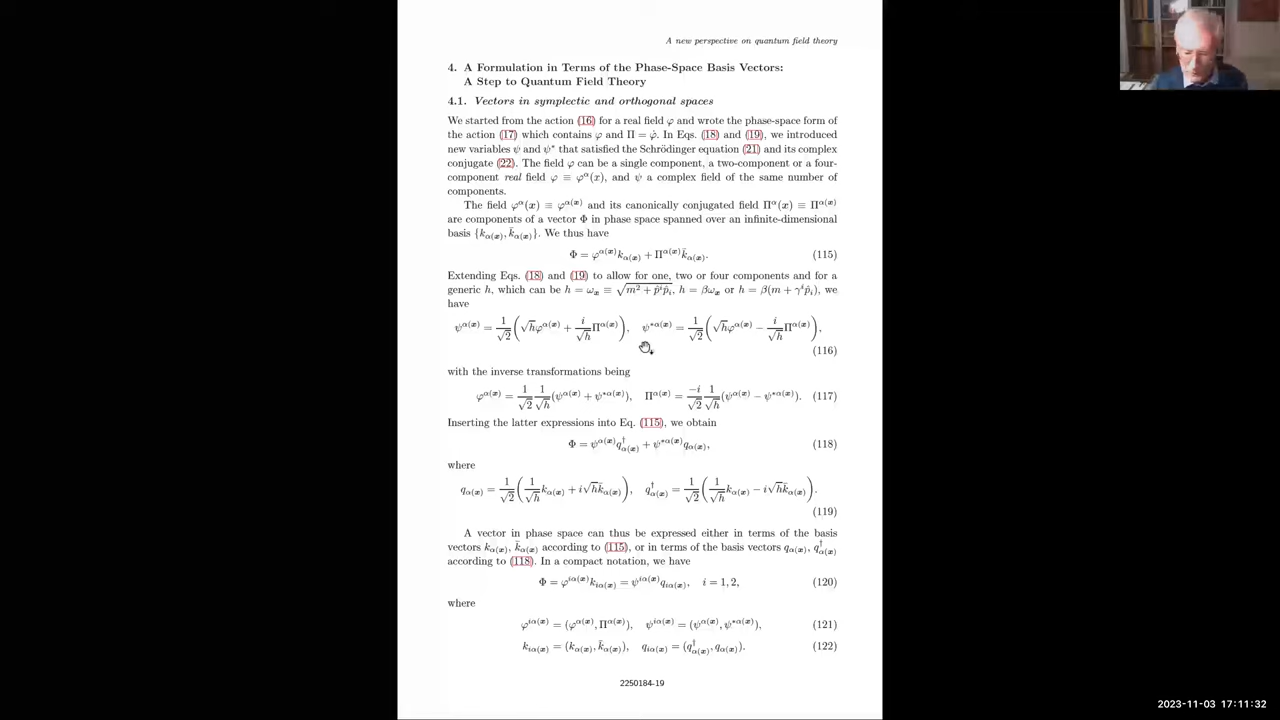 A new perspective on quantum field theory
4. A Formulation in Terms of the Phase-Space Basis Vectors:
A Step to Quantum Field Theory
4.1. Vectors in symplectic and orthogonal spaces
We started from the action (16) for a real field φ and wrote the phase-space form of
the action (17) which contains φ and Π = φ̇. In Eqs. (18) and (19), we introduced
new variables ψ and ψ* that satisfied the Schrödinger equation (21) and its complex
conjugate (22). The field φ can be a single component, a two-component or a four-
component real field φ ≡ φ^α(x), and ψ a complex field of the same number of
components.
The field φ^α(x) ≡ φ^{α(x)} and its canonically conjugated field Π^α(x) ≡ Π^{α(x)}
are components of a vector Φ in phase space spanned over an infinite-dimensional
basis {k_{α(x)}, k̄_{α(x)}}. We thus have
Φ = φ^{α(x)} k_{α(x)} + Π^{α(x)} k̄_{α(x)}. (115)
Extending Eqs. (18) and (19) to allow for one, two or four components and for a
generic h, which can be h = ω_x ≡ √(m² + p̂^i p̂_i), h = βω_x or h = β(m + γ^i p̂_i), we
have
ψ^{α(x)} = 1/√2 (√h φ^{α(x)} + i/√h Π^{α(x)}), ψ^{*α(x)} = 1/√2 (√h φ^{α(x)} − i/√h Π^{α(x)}),
(116)
with the inverse transformations being
φ^{α(x)} = 1/√2 1/√h (ψ^{α(x)} + ψ^{*α(x)}), Π^{α(x)} = −i/√2 1/√h (ψ^{α(x)} − ψ^{*α(x)}). (117)
Inserting the latter expressions into Eq. (115), we obtain
Φ = ψ^{α(x)} q†_{α(x)} + ψ^{*α(x)} q_{α(x)}, (118)
where
q_{α(x)} = 1/√2 (1/√h k_{α(x)} + i√h k̄_{α(x)}), q†_{α(x)} = 1/√2 (1/√h k_{α(x)} − i√h k̄_{α(x)}).
(119)
A vector in phase space can thus be expressed either in terms of the basis
vectors k_{α(x)}, k̄_{α(x)} according to (115), or in terms of the basis vectors q_{α(x)}, q†_{α(x)}
according to (118). In a compact notation, we have
Φ = φ^{iα(x)} k_{iα(x)} = ψ^{iα(x)} q_{iα(x)}, i = 1, 2, (120)
where
φ^{iα(x)} = (φ^{α(x)}, Π^{α(x)}), ψ^{iα(x)} = (ψ^{α(x)}, ψ^{*α(x)}), (121)
k_{iα(x)} = (k_{α(x)}, k̄_{α(x)}), q_{iα(x)} = (q†_{α(x)}, q_{α(x)}). (122)
2250184-19
2023-11-03 17:11:32